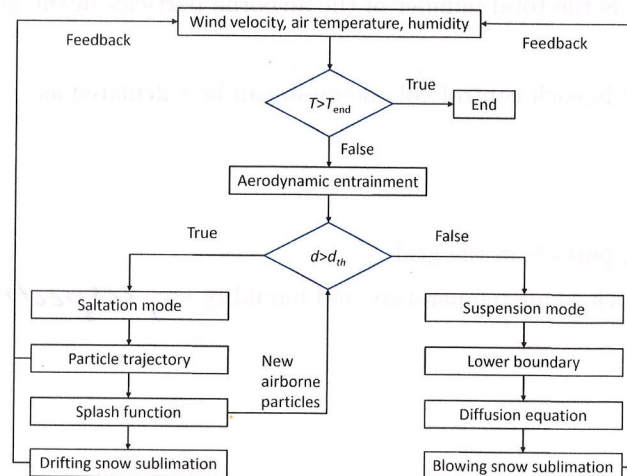 Wind velocity, air temperature, humidity
Feedback
Feedback
T>Tend
True
End
False
Aerodynamic entrainment
True
d>dth
False
Saltation mode
Suspension mode
Particle trajectory
New
airborne
particles
Lower boundary
Splash function
Diffusion equation
Drifting snow sublimation
Blowing snow sublimation